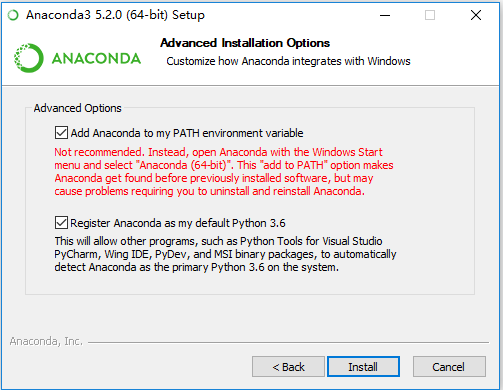 Anaconda3 5.2.0 (64-bit) Setup
ANACONDA
Advanced Installation Options
Customize how Anaconda integrates with Windows
Advanced Options
Add Anaconda to my PATH environment variable
Not recommended. Instead, open Anaconda with the Windows Start
menu and select "Anaconda (64-bit)". This "add to PATH" option makes
Anaconda get found before previously installed software, but may
cause problems requiring you to uninstall and reinstall Anaconda.
Register Anaconda as my default Python 3.6
This will allow other programs, such as Python Tools for Visual Studio
PyCharm, Wing IDE, PyDev, and MSI binary packages, to automatically
detect Anaconda as the primary Python 3.6 on the system.
Anaconda, Inc.
< Back
Install
Cancel